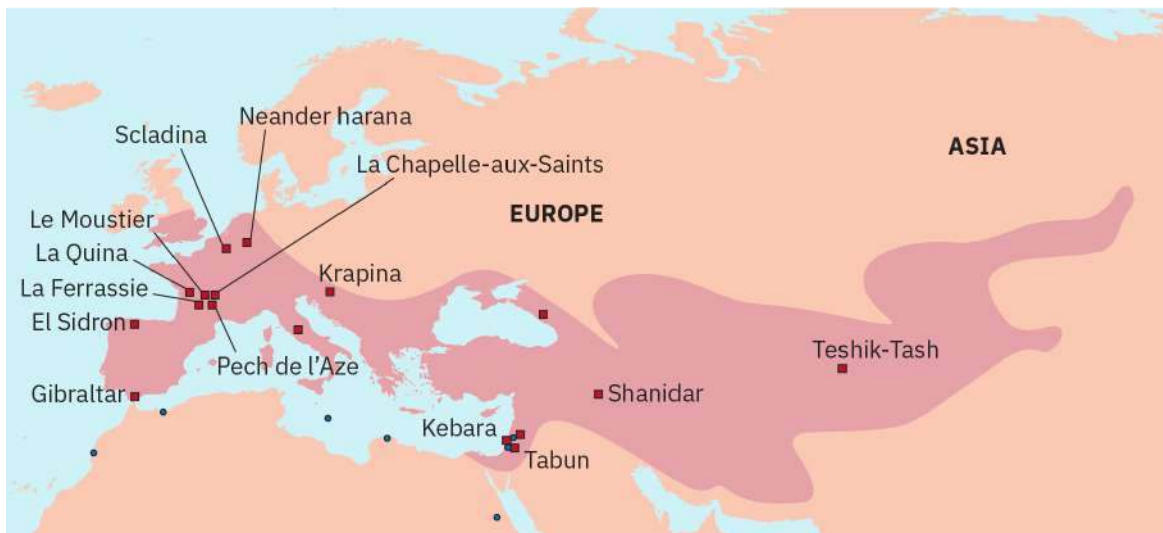 Neander harana
Scladina
La Chapelle-aux-Saints
ASIA
EUROPE
Le Moustier
La Quina
La Ferrassie
El Sidron
Krapina
Pech de l'Aze
Gibraltar
Teshik-Tash
Shanidar
Kebara
Tabun